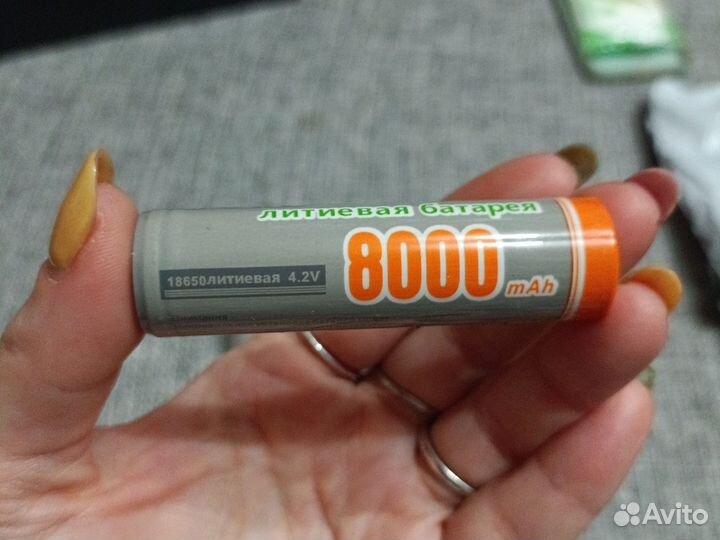 литиевая батарея
8000 mAh
18650литиевая 4.2V
Avito